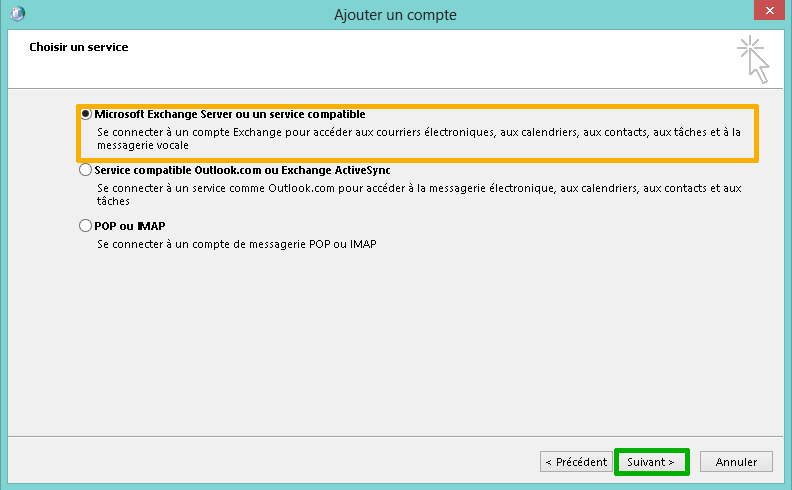 Ajouter un compte
Choisir un service
Microsoft Exchange Server ou un service compatible
Se connecter à un compte Exchange pour accéder aux courriers électroniques, aux calendriers, aux contacts, aux tâches et à la
messagerie vocale
Service compatible Outlook.com ou Exchange ActiveSync
Se connecter à un service comme Outlook.com pour accéder à la messagerie électronique, aux calendriers, aux contacts et aux
tâches
POP ou IMAP
Se connecter à un compte de messagerie POP ou IMAP
< Précédent Suivant > Annuler